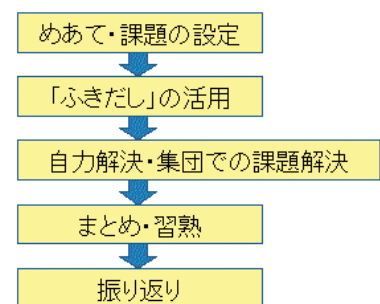 めあて・課題の設定
「ふきだし」の活用
自力解決・集団での課題解決
まとめ・習熟
振り返り